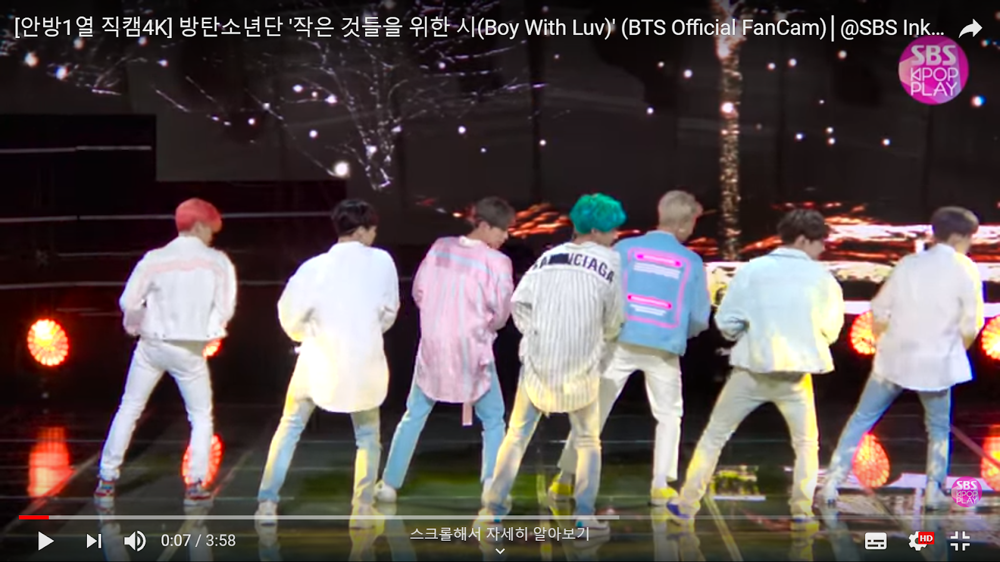 [안방1열 직캠4K] 방탄소년단 '작은 것들을 위한 시(Boy With Luv)' (BTS Official FanCam)│@SBS Ink...
SBS
KPOP
PLAY
SBS
KPOP
PLAY
0:07 / 3:58
스크롤해서 자세히 알아보기
HD